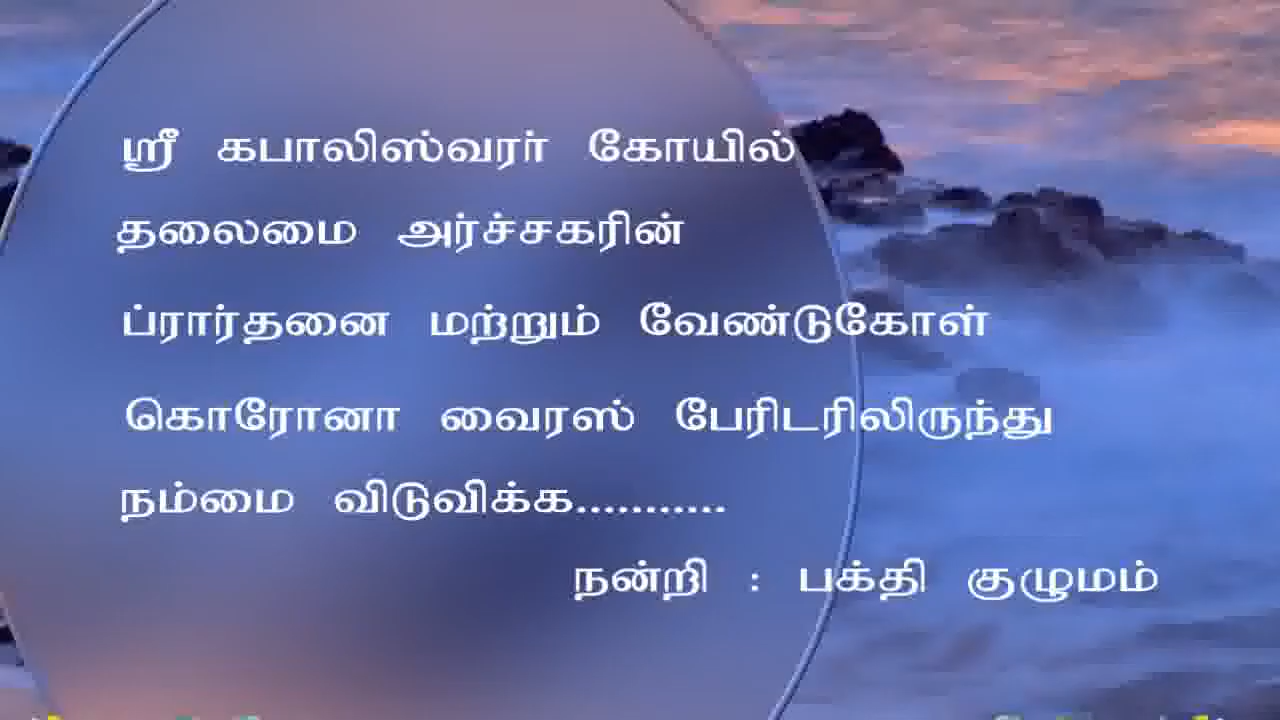 ஸ்ரீ கபாலிஸ்வரர் கோயில்
தலைமை அர்ச்சகரின்
ப்ரார்தனை மற்றும் வேண்டுகோள்
கொரோனா வைரஸ் பேரிடரிலிருந்து
நம்மை விடுவிக்க...........
நன்றி : பக்தி குழுமம்